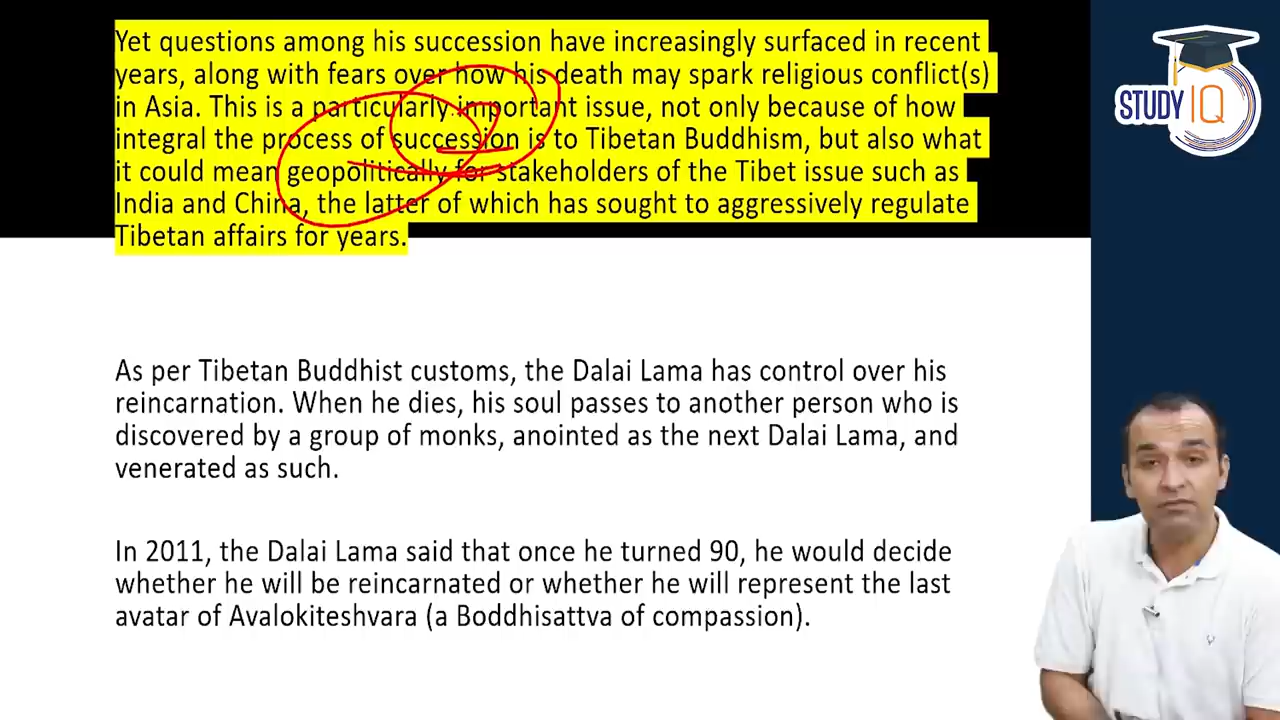 Yet questions among his succession have increasingly surfaced in recent
years, along with fears over how his death may spark religious conflict(s)
in Asia. This is a particularly important issue, not only because of how
integral the process of succession is to Tibetan Buddhism, but also what
it could mean geopolitically for stakeholders of the Tibet issue such as
India and China, the latter of which has sought to aggressively regulate
Tibetan affairs for years.
STUDY IQ
As per Tibetan Buddhist customs, the Dalai Lama has control over his
reincarnation. When he dies, his soul passes to another person who is
discovered by a group of monks, anointed as the next Dalai Lama, and
venerated as such.
In 2011, the Dalai Lama said that once he turned 90, he would decide
whether he will be reincarnated or whether he will represent the last
avatar of Avalokiteshvara (a Boddhisattva of compassion).